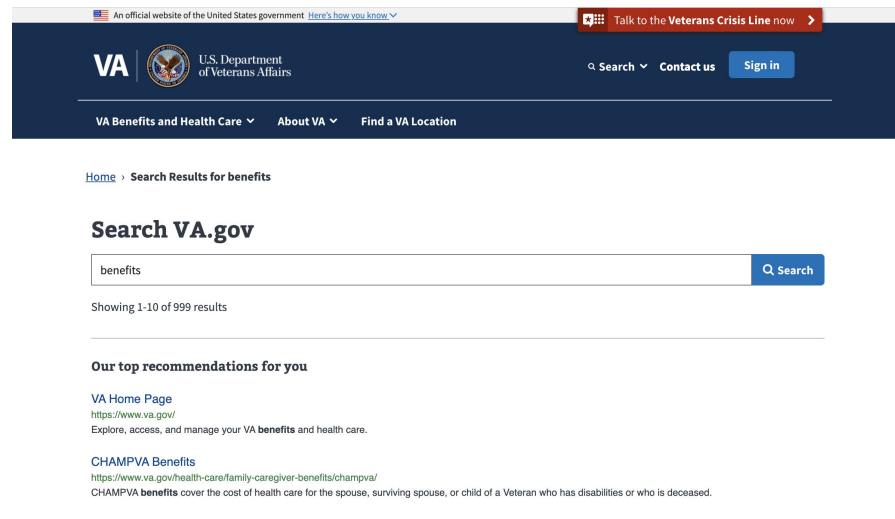 An official website of the United States government Here's how you know
Talk to the Veterans Crisis Line now
VA
U.S. Department
of Veterans Affairs
Search
Contact us
Sign in
VA Benefits and Health Care
About VA
Find a VA Location
Home › Search Results for benefits
Search VA.gov
benefits
Search
Showing 1-10 of 999 results
Our top recommendations for you
VA Home Page
https://www.va.gov/
Explore, access, and manage your VA benefits and health care.
CHAMPVA Benefits
https://www.va.gov/health-care/family-caregiver-benefits/champva/
CHAMPVA benefits cover the cost of health care for the spouse, surviving spouse, or child of a Veteran who has disabilities or who is deceased.